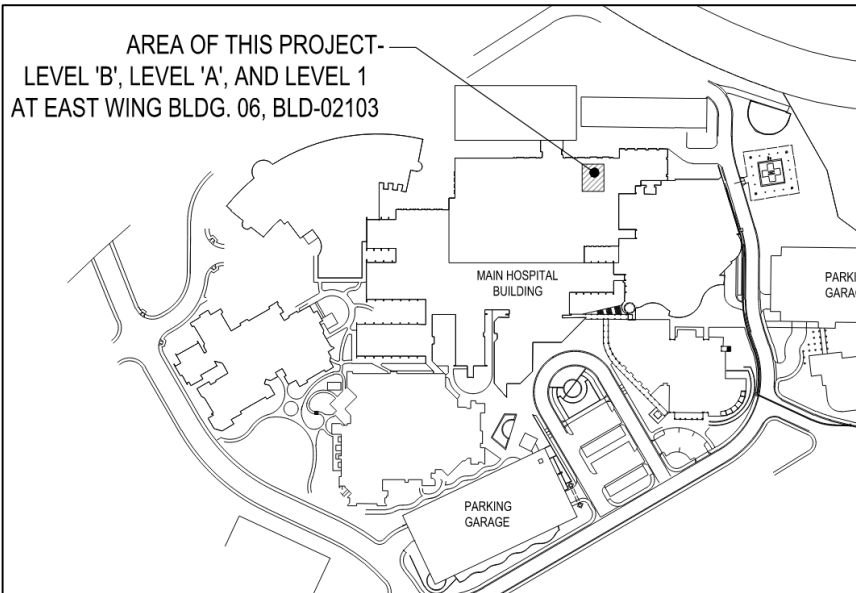 AREA OF THIS PROJECT-
LEVEL 'B', LEVEL 'A', AND LEVEL 1
AT EAST WING BLDG. 06, BLD-02103
MAIN HOSPITAL
BUILDING
PARKING
GARAGE